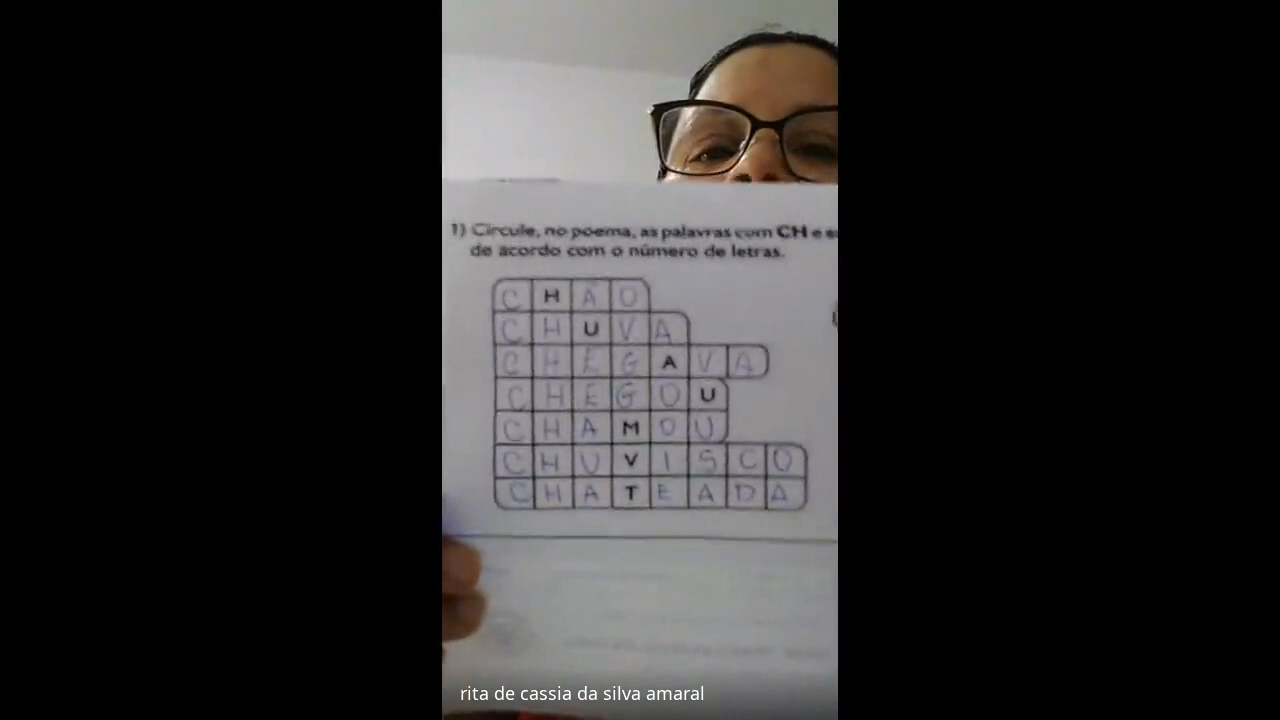 1) Circule, no poema, as palavras com CH e
de acordo com o número de letras.
CHÃO
CHUVA
CHEGAVA
CHEGOU
CHAMOU
CHUVISCO
CHATEADA
rita de cassia da silva amaral